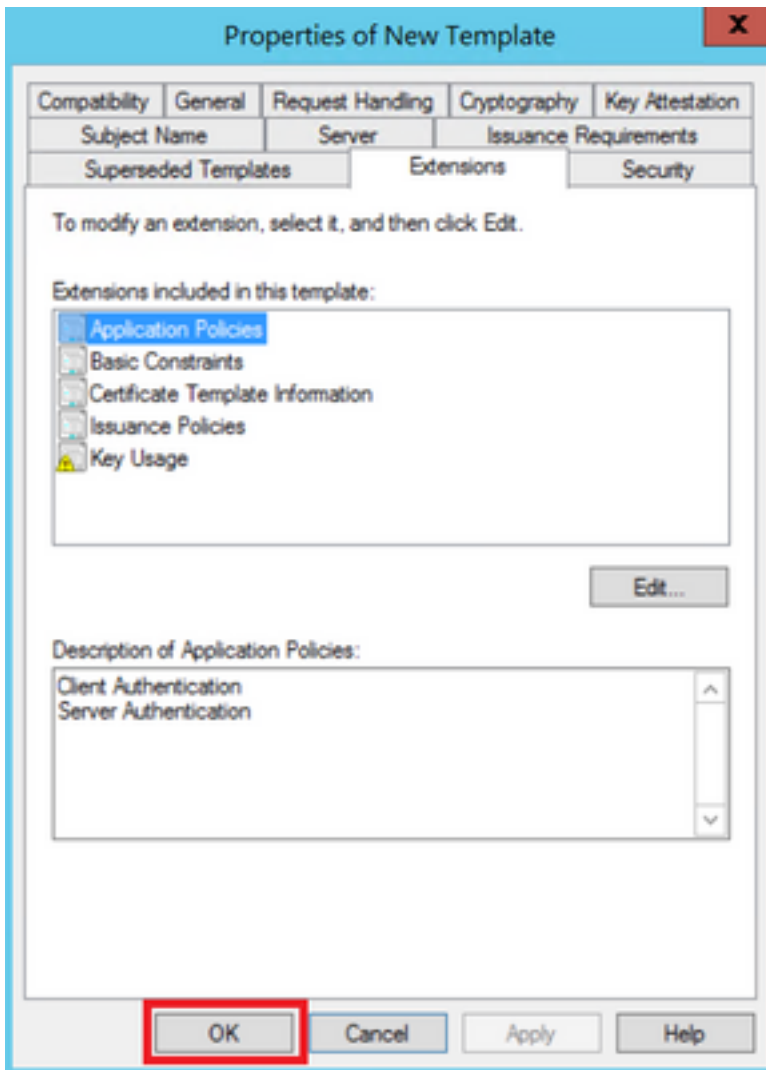 Properties of New Template
x
Compatibility General Request Handling Cryptography Key Attestation
Subject Name Server Issuance Requirements
Superseded Templates Extensions Security
To modify an extension, select it, and then click Edit.
Extensions included in this template:
Application Policies
Basic Constraints
Certificate Template Information
Issuance Policies
Key Usage
Edit...
Description of Application Policies:
Client Authentication
Server Authentication
OK Cancel Apply Help